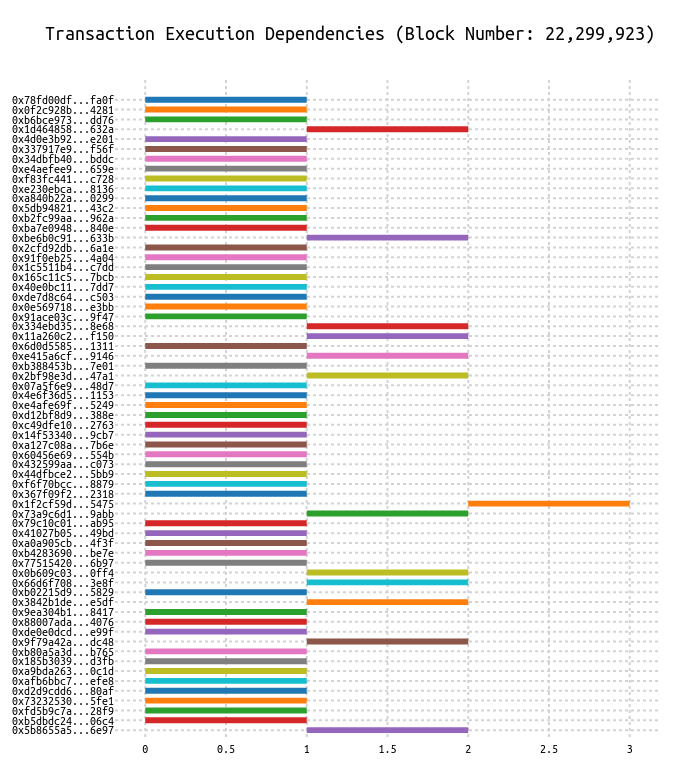 Transaction Execution Dependencies (Block Number: 22,299,923)
0x78fd00df...fa0f
0x0f2c928b...4281
0xb6bce973...dd76
0x1d464858...632a
0x4d0e3b92...e201
0x337917e9...f56f
0x34dbfb40...bddc
0xe4aefee9...659e
0xf83fc441...c728
0xe230ebca...8136
0xa840b22a...0299
0x5db94821...43c2
0xb2fc99aa...962a
0xba7e0948...840e
0xbe6b0c91...633b
0x2cfd92db...6a1e
0x91f0eb25...4a04
0x1c5511b4...c7dd
0x165c11c5...7bcb
0x40e0bc11...7dd7
0xde7d8c64...c503
0x0e569718...e3bb
0x91ace03c...9f47
0x334ebd35...8e68
0x11a260c2...f150
0x6d0d5585...1311
0xe415a6cf...9146
0xb388453b...7e01
0x2bf98e3d...47a1
0x07a5f6e9...48d7
0x4e6f36d5...1153
0xe4afe69f...5249
0xd12bf8d9...388e
0xc49dfe10...2763
0x14f53340...9cb7
0xa127c08a...7b6e
0x60456e69...554b
0x432599aa...c073
0x44dfbce2...5bb9
0xf6f70bcc...8879
0x367f09f2...2318
0x1f2cf59d...5475
0x73a9c6d1...9abb
0x79c10c01...ab95
0x41027b05...49bd
0xa0a905cb...4f3f
0xb4283690...be7e
0x77515420...6b97
0x0b609c03...0ff4
0x66d6f708...3e8f
0xb02215d9...5829
0x3842b1de...e5df
0x9ea304b1...8417
0x88007ada...4076
0xde0e0dcd...e99f
0x9f79a42a...dc48
0xb80a5a3d...b765
0x185b3039...d3fb
0xa9bda263...0c1d
0xafb6bbc7...efe8
0xd2d9cdd6...80af
0x73232530...5fe1
0xfd5b9c7a...28f9
0xb5dbdc24...06c4
0x5b8655a5...6e97
0 0.5 1 1.5 2 2.5 3